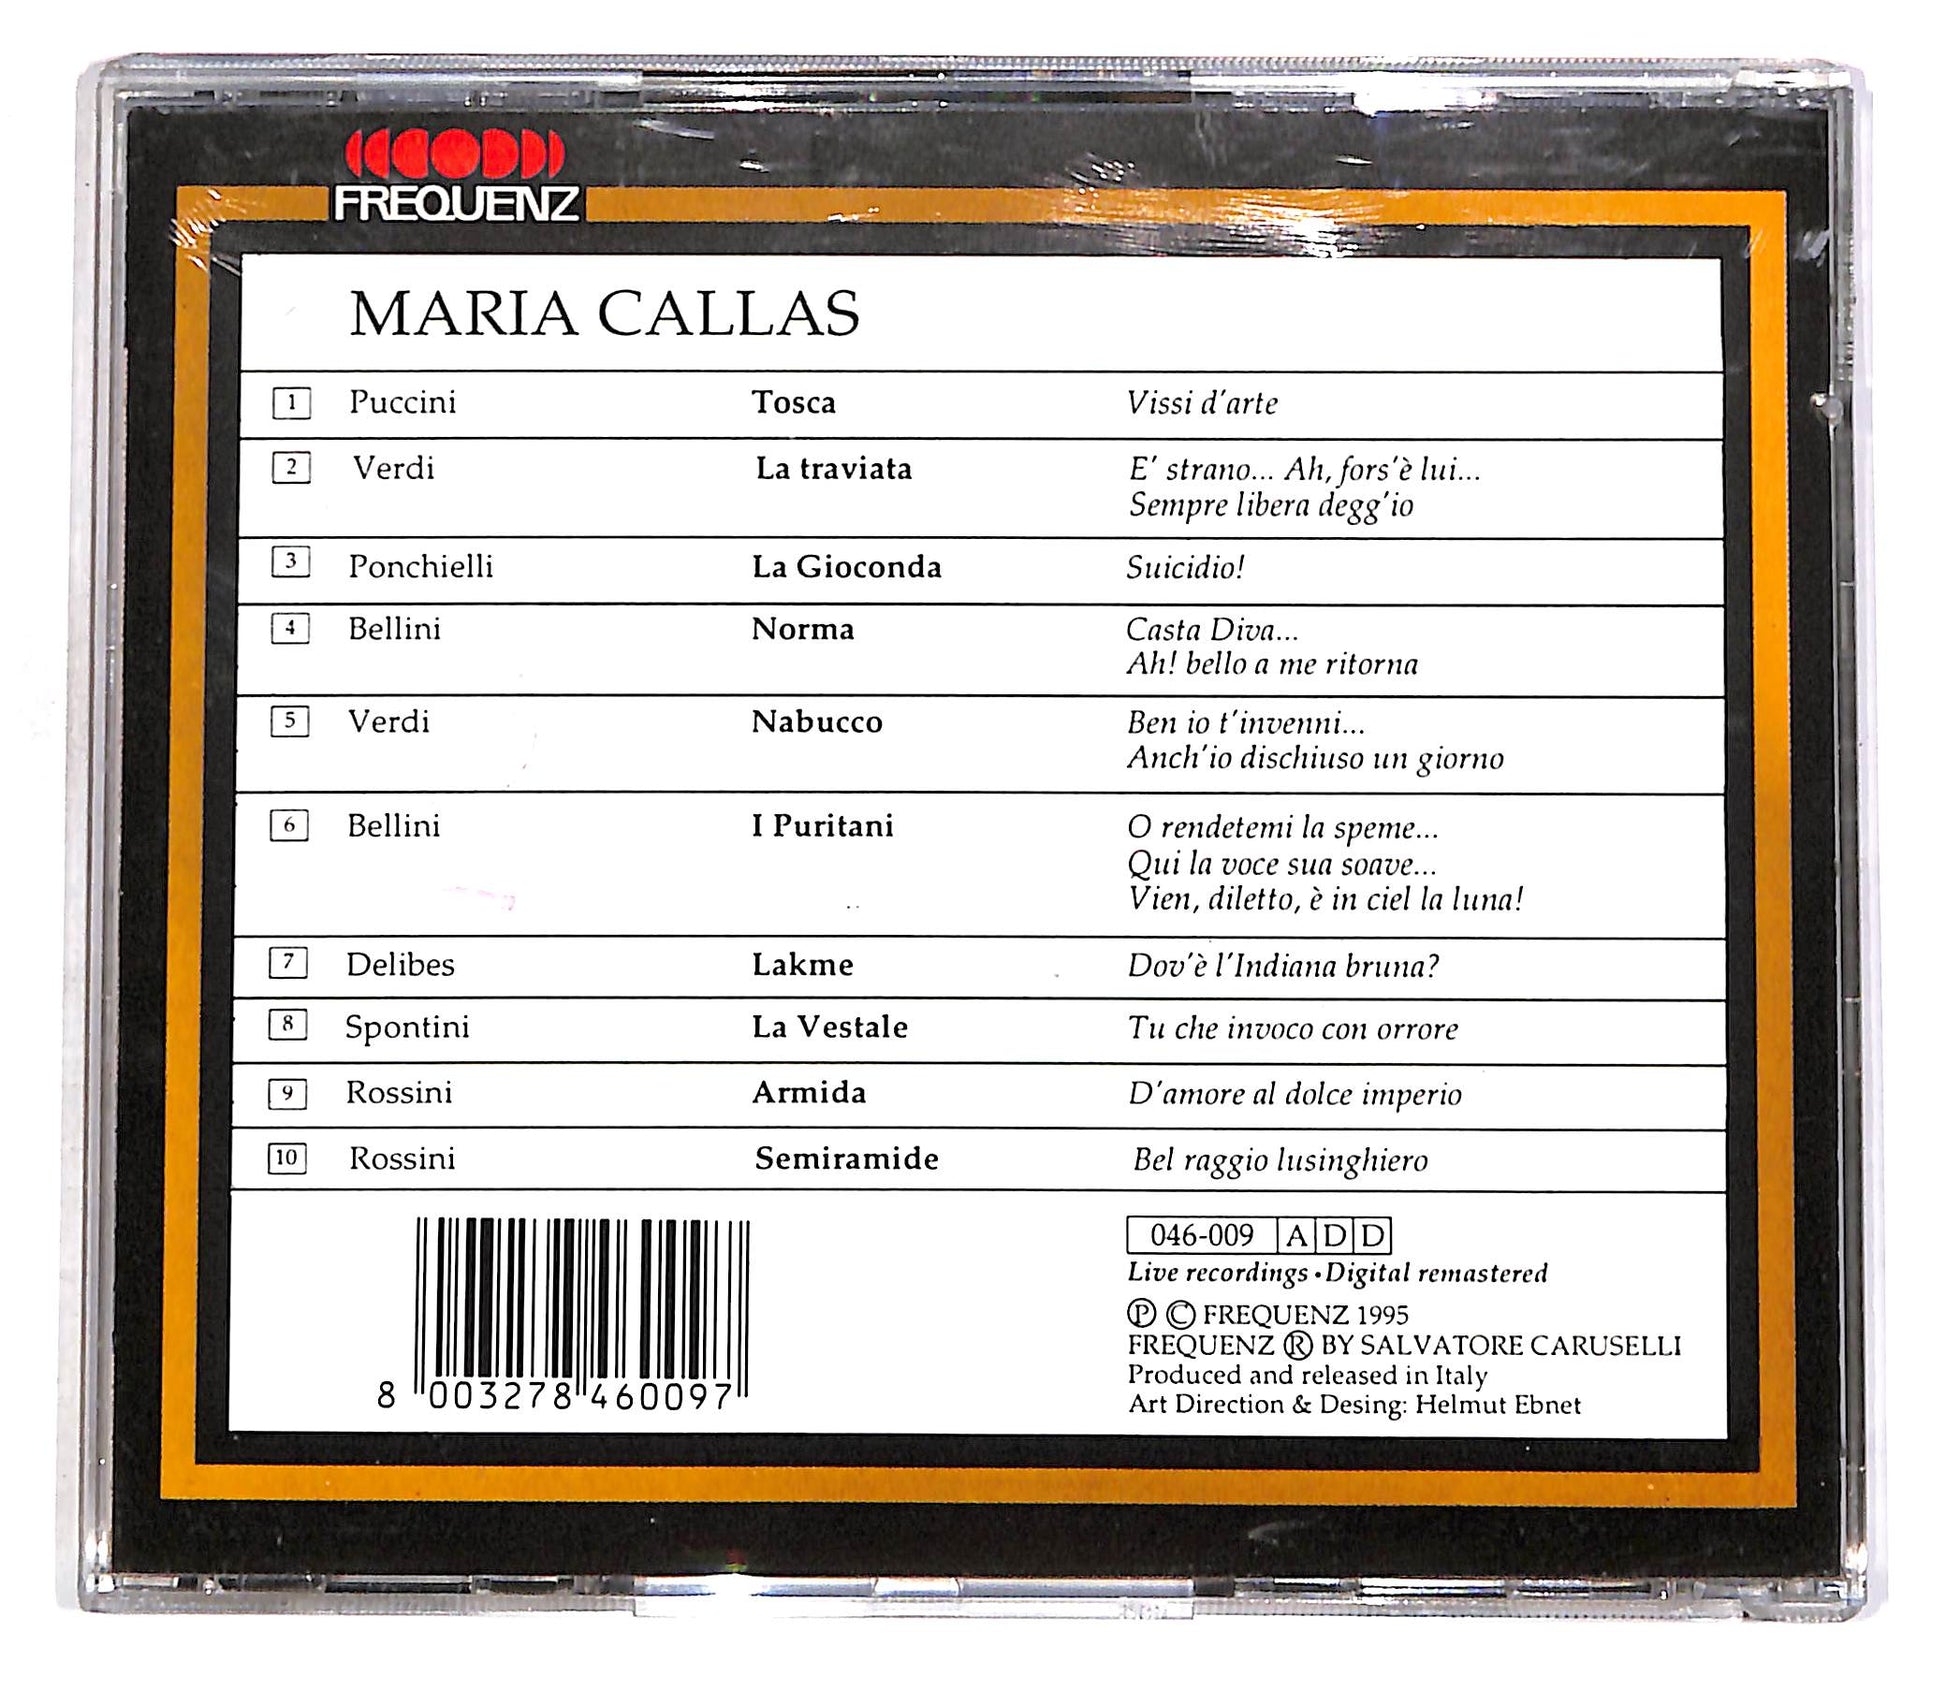 FREQUENZ
MARIA CALLAS
1 Puccini Tosca Vissi d'arte
2 Verdi La traviata E' strano... Ah, fors'è lui...
Sempre libera degg'io
3 Ponchielli La Gioconda Suicidio!
4 Bellini Norma Casta Diva...
Ah! bello a me ritorna
5 Verdi Nabucco Ben io t'invenni...
Anch'io dischiuso un giorno
6 Bellini I Puritani O rendetemi la speme...
Qui la voce sua soave...
Vien, diletto, è in ciel la luna!
7 Delibes Lakme Dov'è l'Indiana bruna?
8 Spontini La Vestale Tu che invoco con orrore
9 Rossini Armida D'amore al dolce imperio
10 Rossini Semiramide Bel raggio lusinghiero
046-009 A D D
Live recordings • Digital remastered
℗ © FREQUENZ 1995
FREQUENZ ® BY SALVATORE CARUSELLI
Produced and released in Italy
Art Direction & Desing: Helmut Ebnet
8 003278 460097